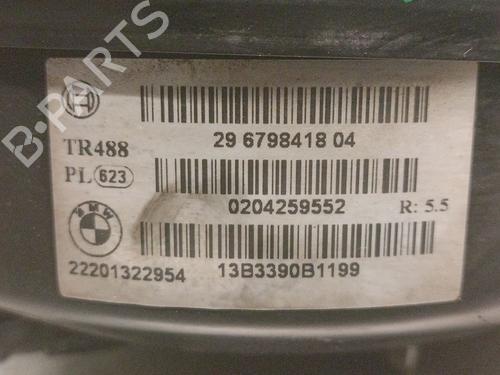 B-PARTS
TR488
29 6798418 04
PL 623
0204259552
R: 5.5
BMW
22201322954
13B3390B1199